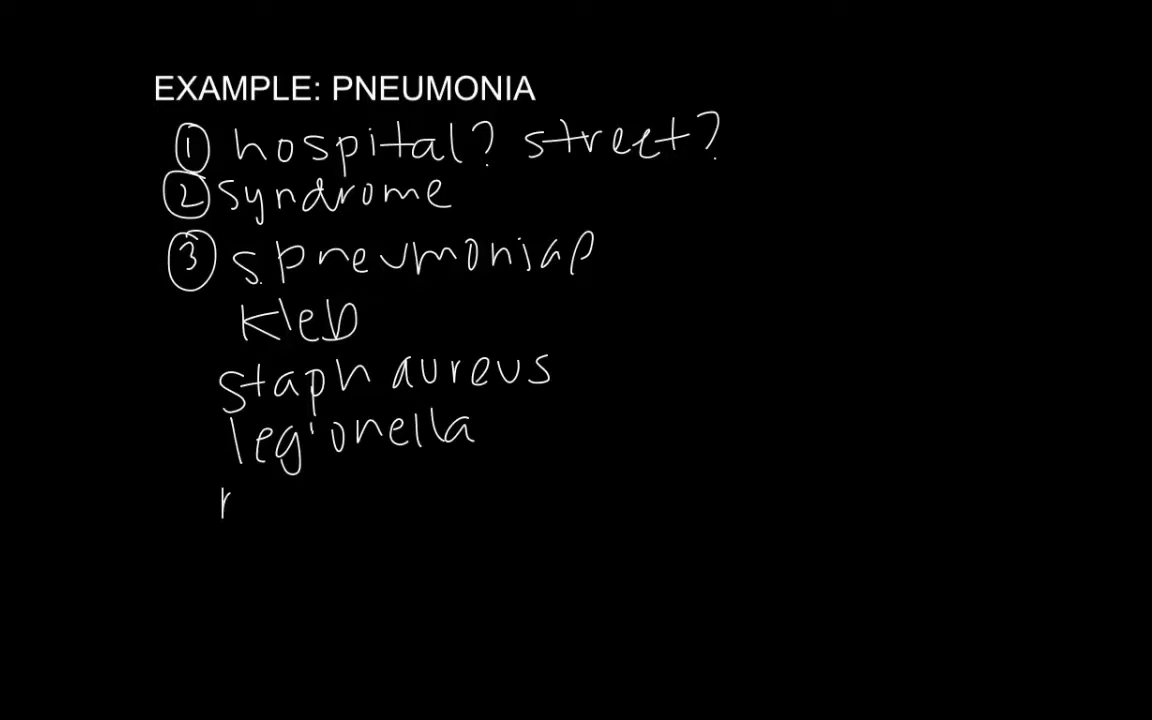 EXAMPLE: PNEUMONIA
① hospital? street?
② syndrome
③ s. pneumoniae
kleb
staph aureus
legionella
r